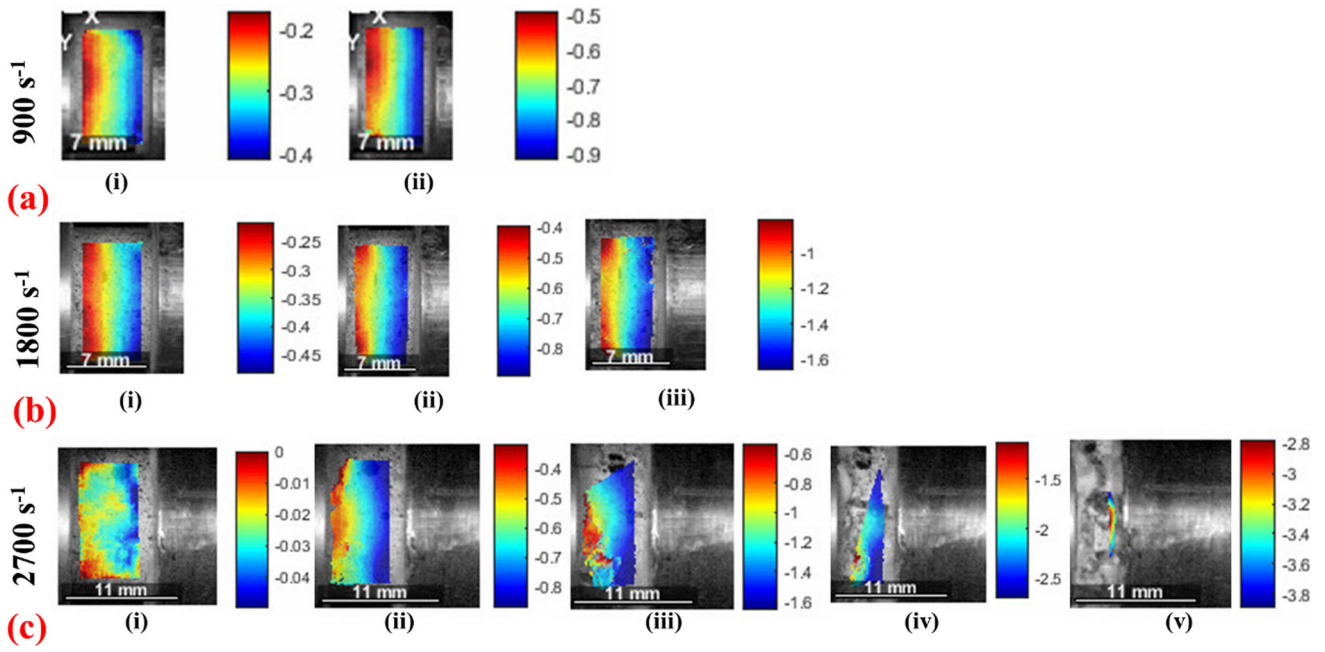 X
Y
7 mm
-0.2
-0.3
-0.4
(i)
X
Y
7 mm
-0.5
-0.6
-0.7
-0.8
-0.9
(ii)
900 s⁻¹
(a)
7 mm
-0.25
-0.3
-0.35
-0.4
-0.45
(i)
7 mm
-0.4
-0.5
-0.6
-0.7
-0.8
(ii)
7 mm
-1
-1.2
-1.4
-1.6
(iii)
1800 s⁻¹
(b)
11 mm
0
-0.01
-0.02
-0.03
-0.04
(i)
11 mm
-0.4
-0.5
-0.6
-0.7
-0.8
(ii)
11 mm
-0.6
-0.8
-1
-1.2
-1.4
-1.6
(iii)
11 mm
-1.5
-2
-2.5
(iv)
11 mm
-2.8
-3
-3.2
-3.4
-3.6
-3.8
(v)
2700 s⁻¹
(c)